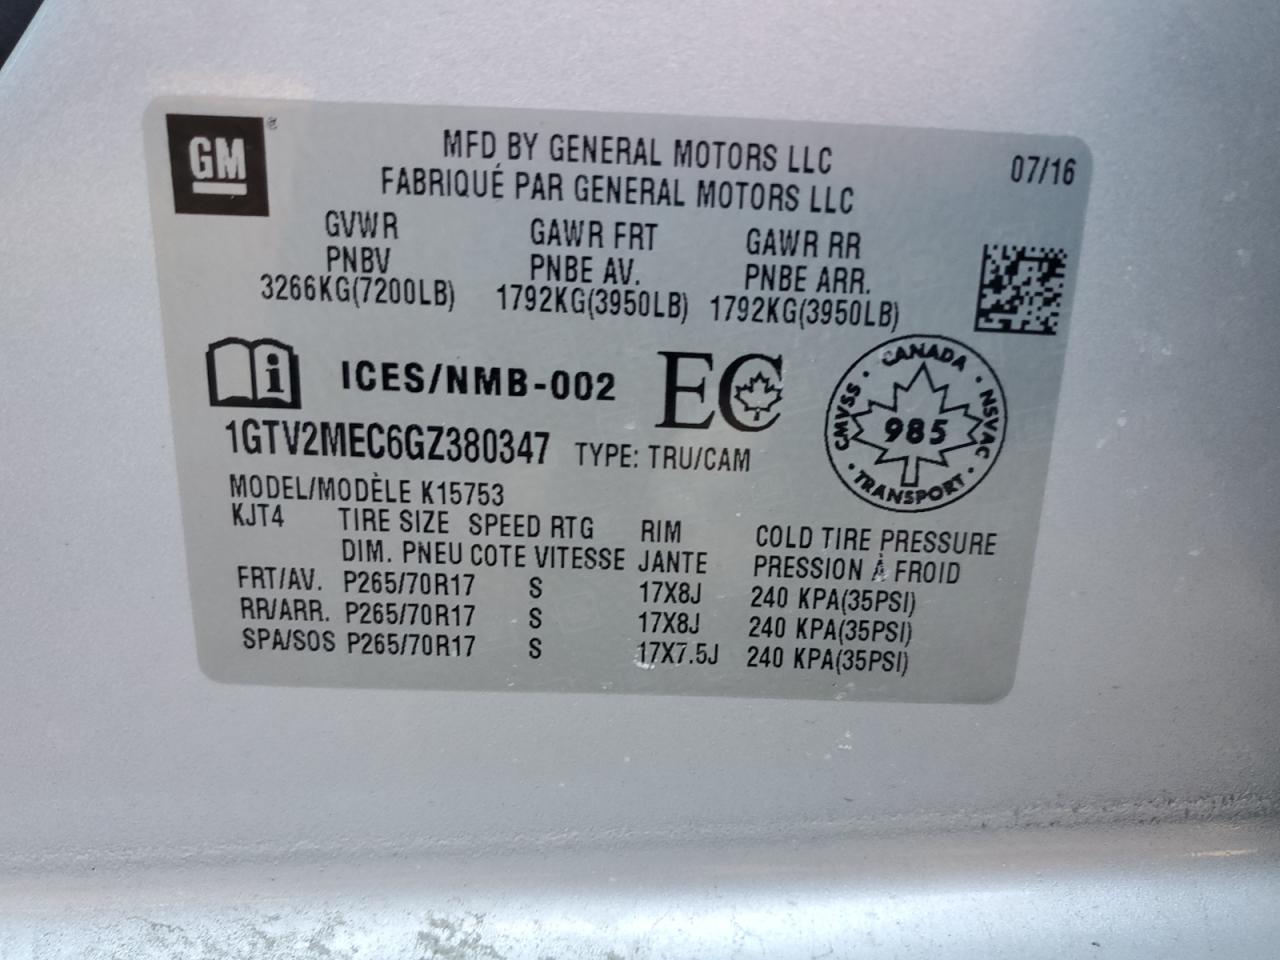 GM
MFD BY GENERAL MOTORS LLC 07/16
FABRIQUÉ PAR GENERAL MOTORS LLC
GVWR GAWR FRT GAWR RR
PNBV PNBE AV. PNBE ARR.
3266KG(7200LB) 1792KG(3950LB) 1792KG(3950LB)
i ICES/NMB-002 EC
CANADA · NSVAC · TRANSPORT · CMVSS ·
985
1GTV2MEC6GZ380347 TYPE: TRU/CAM
MODEL/MODÈLE K15753
KJT4 TIRE SIZE SPEED RTG RIM COLD TIRE PRESSURE
DIM. PNEU COTE VITESSE JANTE PRESSION À FROID
FRT/AV. P265/70R17 S 17X8J 240 KPA(35PSI)
RR/ARR. P265/70R17 S 17X8J 240 KPA(35PSI)
SPA/SOS P265/70R17 S 17X7.5J 240 KPA(35PSI)